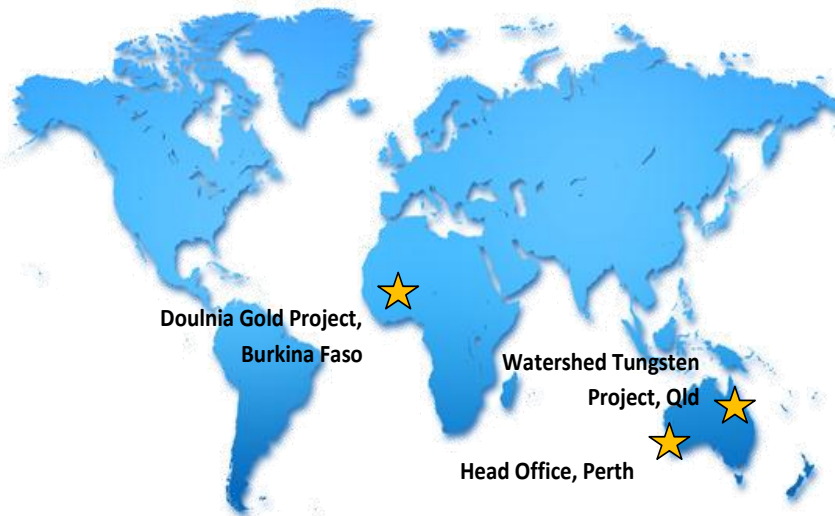 Doulnia Gold Project,
Burkina Faso
Watershed Tungsten
Project, Qld
Head Office, Perth